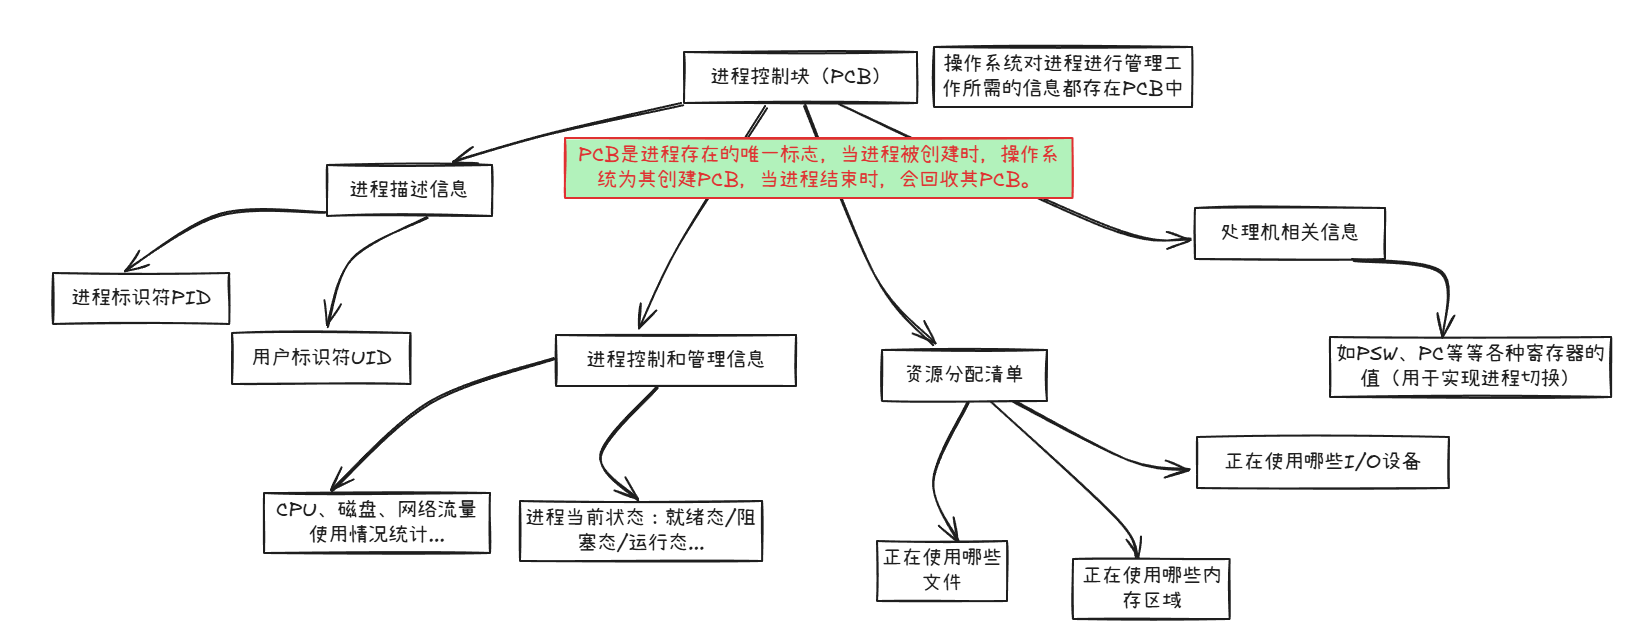 进程控制块（PCB）
操作系统对进程进行管理工
作所需的信息都存在PCB中
PCB是进程存在的唯一标志，当进程被创建时，操作系
统为其创建PCB，当进程结束时，会回收其PCB。
进程描述信息
处理机相关信息
进程标识符PID
用户标识符UID
进程控制和管理信息
资源分配清单
如PSW、PC等等各种寄存器的
值（用于实现进程切换）
正在使用哪些I/O设备
CPU、磁盘、网络流量
使用情况统计...
进程当前状态：就绪态/阻
塞态/运行态...
正在使用哪些
文件
正在使用哪些内
存区域